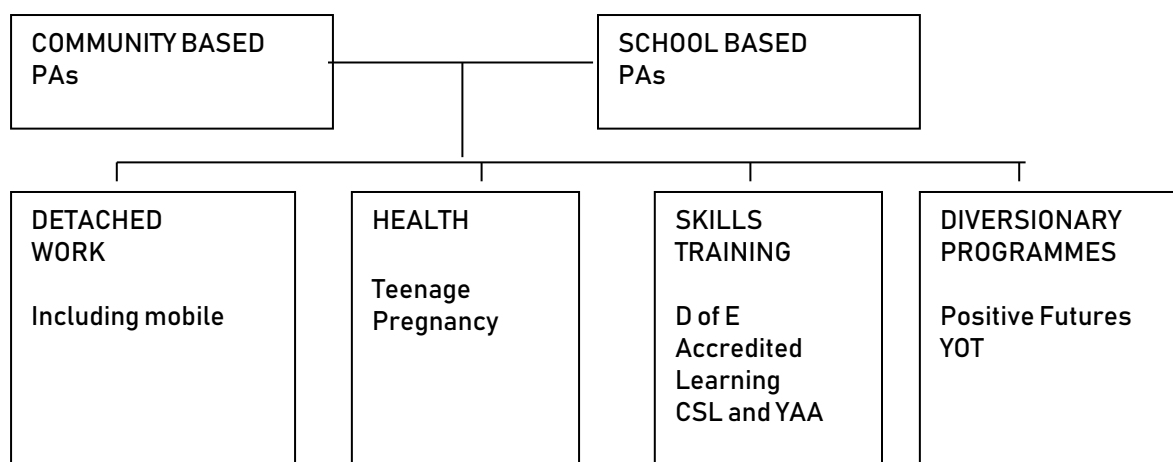 COMMUNITY BASED
PAs
SCHOOL BASED
PAs
DETACHED
WORK
Including mobile
HEALTH
Teenage
Pregnancy
SKILLS
TRAINING
D of E
Accredited
Learning
CSL and YAA
DIVERSIONARY
PROGRAMMES
Positive Futures
YOT